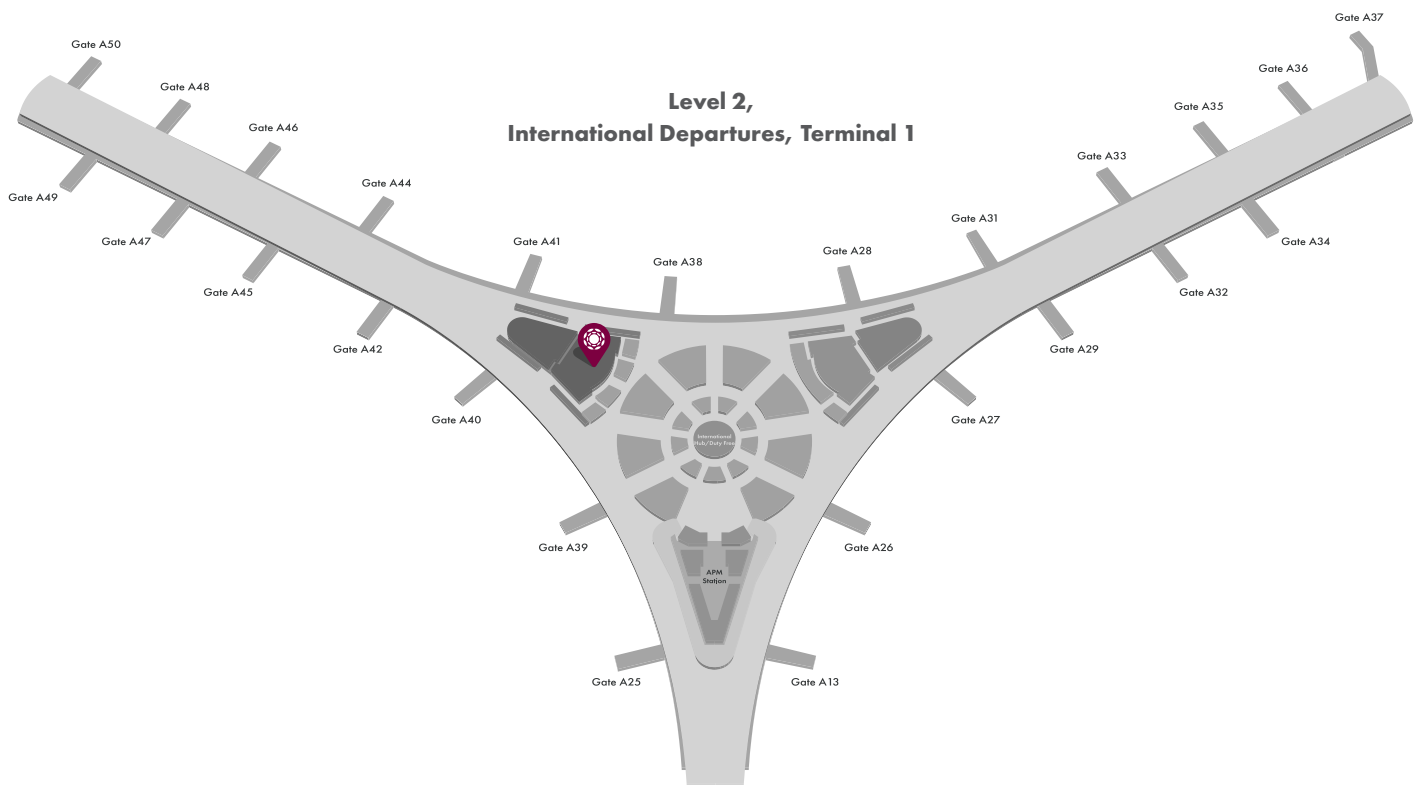 Gate A37
Gate A50
Gate A36
Gate A48
Level 2,
Gate A35
Gate A46
International Departures, Terminal 1
Gate A33
Gate A44
Gate A49
Gate A31
Gate A47
Gate A41
Gate A34
Gate A28
Gate A38
Gate A45
Gate A32
Gate A42
Gate A29
Gate A40
Gate A27
International
Hub/Duty Free
Gate A39
Gate A26
APM
Station
Gate A25
Gate A13